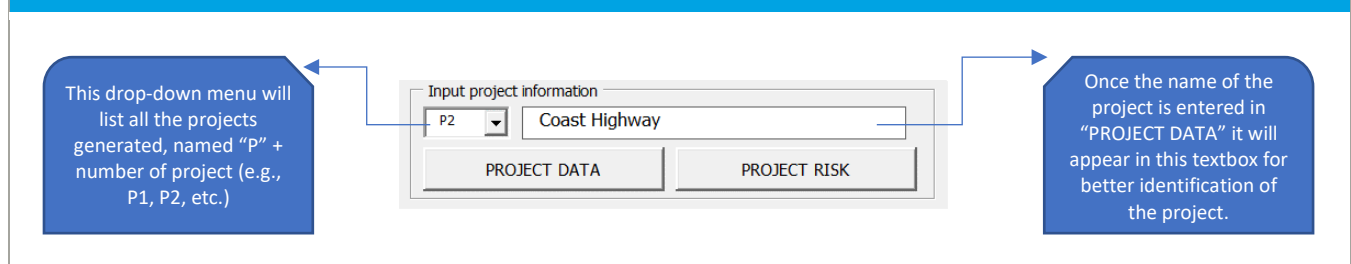 This drop-down menu will
list all the projects
generated, named “P” +
number of project (e.g.,
P1, P2, etc.)
Input project information
P2
Coast Highway
PROJECT DATA
PROJECT RISK
Once the name of the
project is entered in
“PROJECT DATA” it will
appear in this textbox for
better identification of
the project.